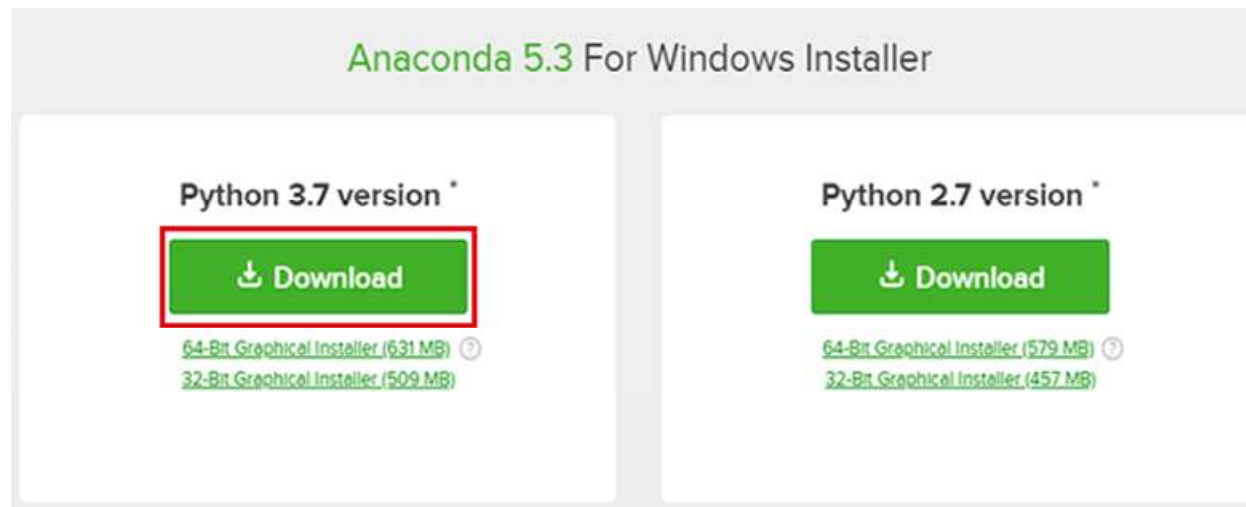 Anaconda 5.3 For Windows Installer
Python 3.7 version *
Download
64-Bit Graphical Installer (631 MB) ?
32-Bit Graphical Installer (509 MB)
Python 2.7 version *
Download
64-Bit Graphical Installer (579 MB) ?
32-Bit Graphical Installer (457 MB)